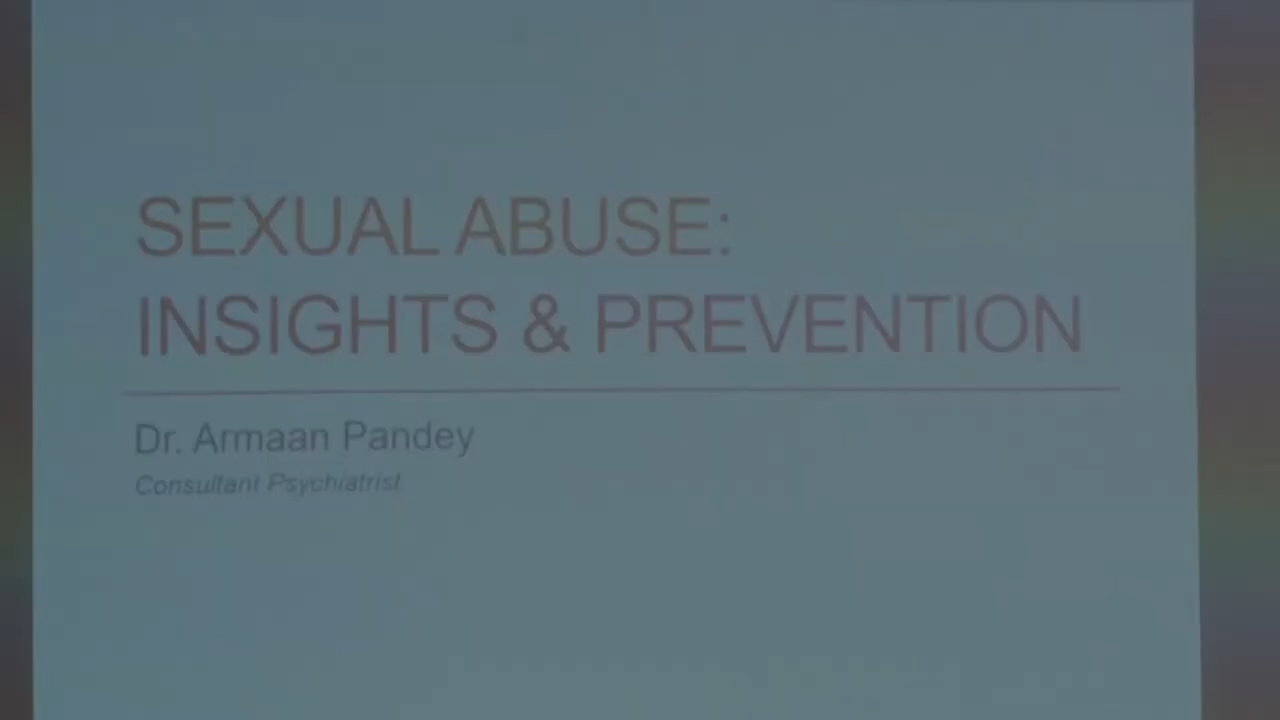 SEXUAL ABUSE:
INSIGHTS & PREVENTION
Dr. Armaan Pandey
Consultant Psychiatrist